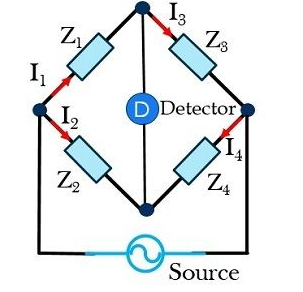 I₃
Z₁
Z₃
I₁
D Detector
I₂
I₄
Z₂
Z₄
Source